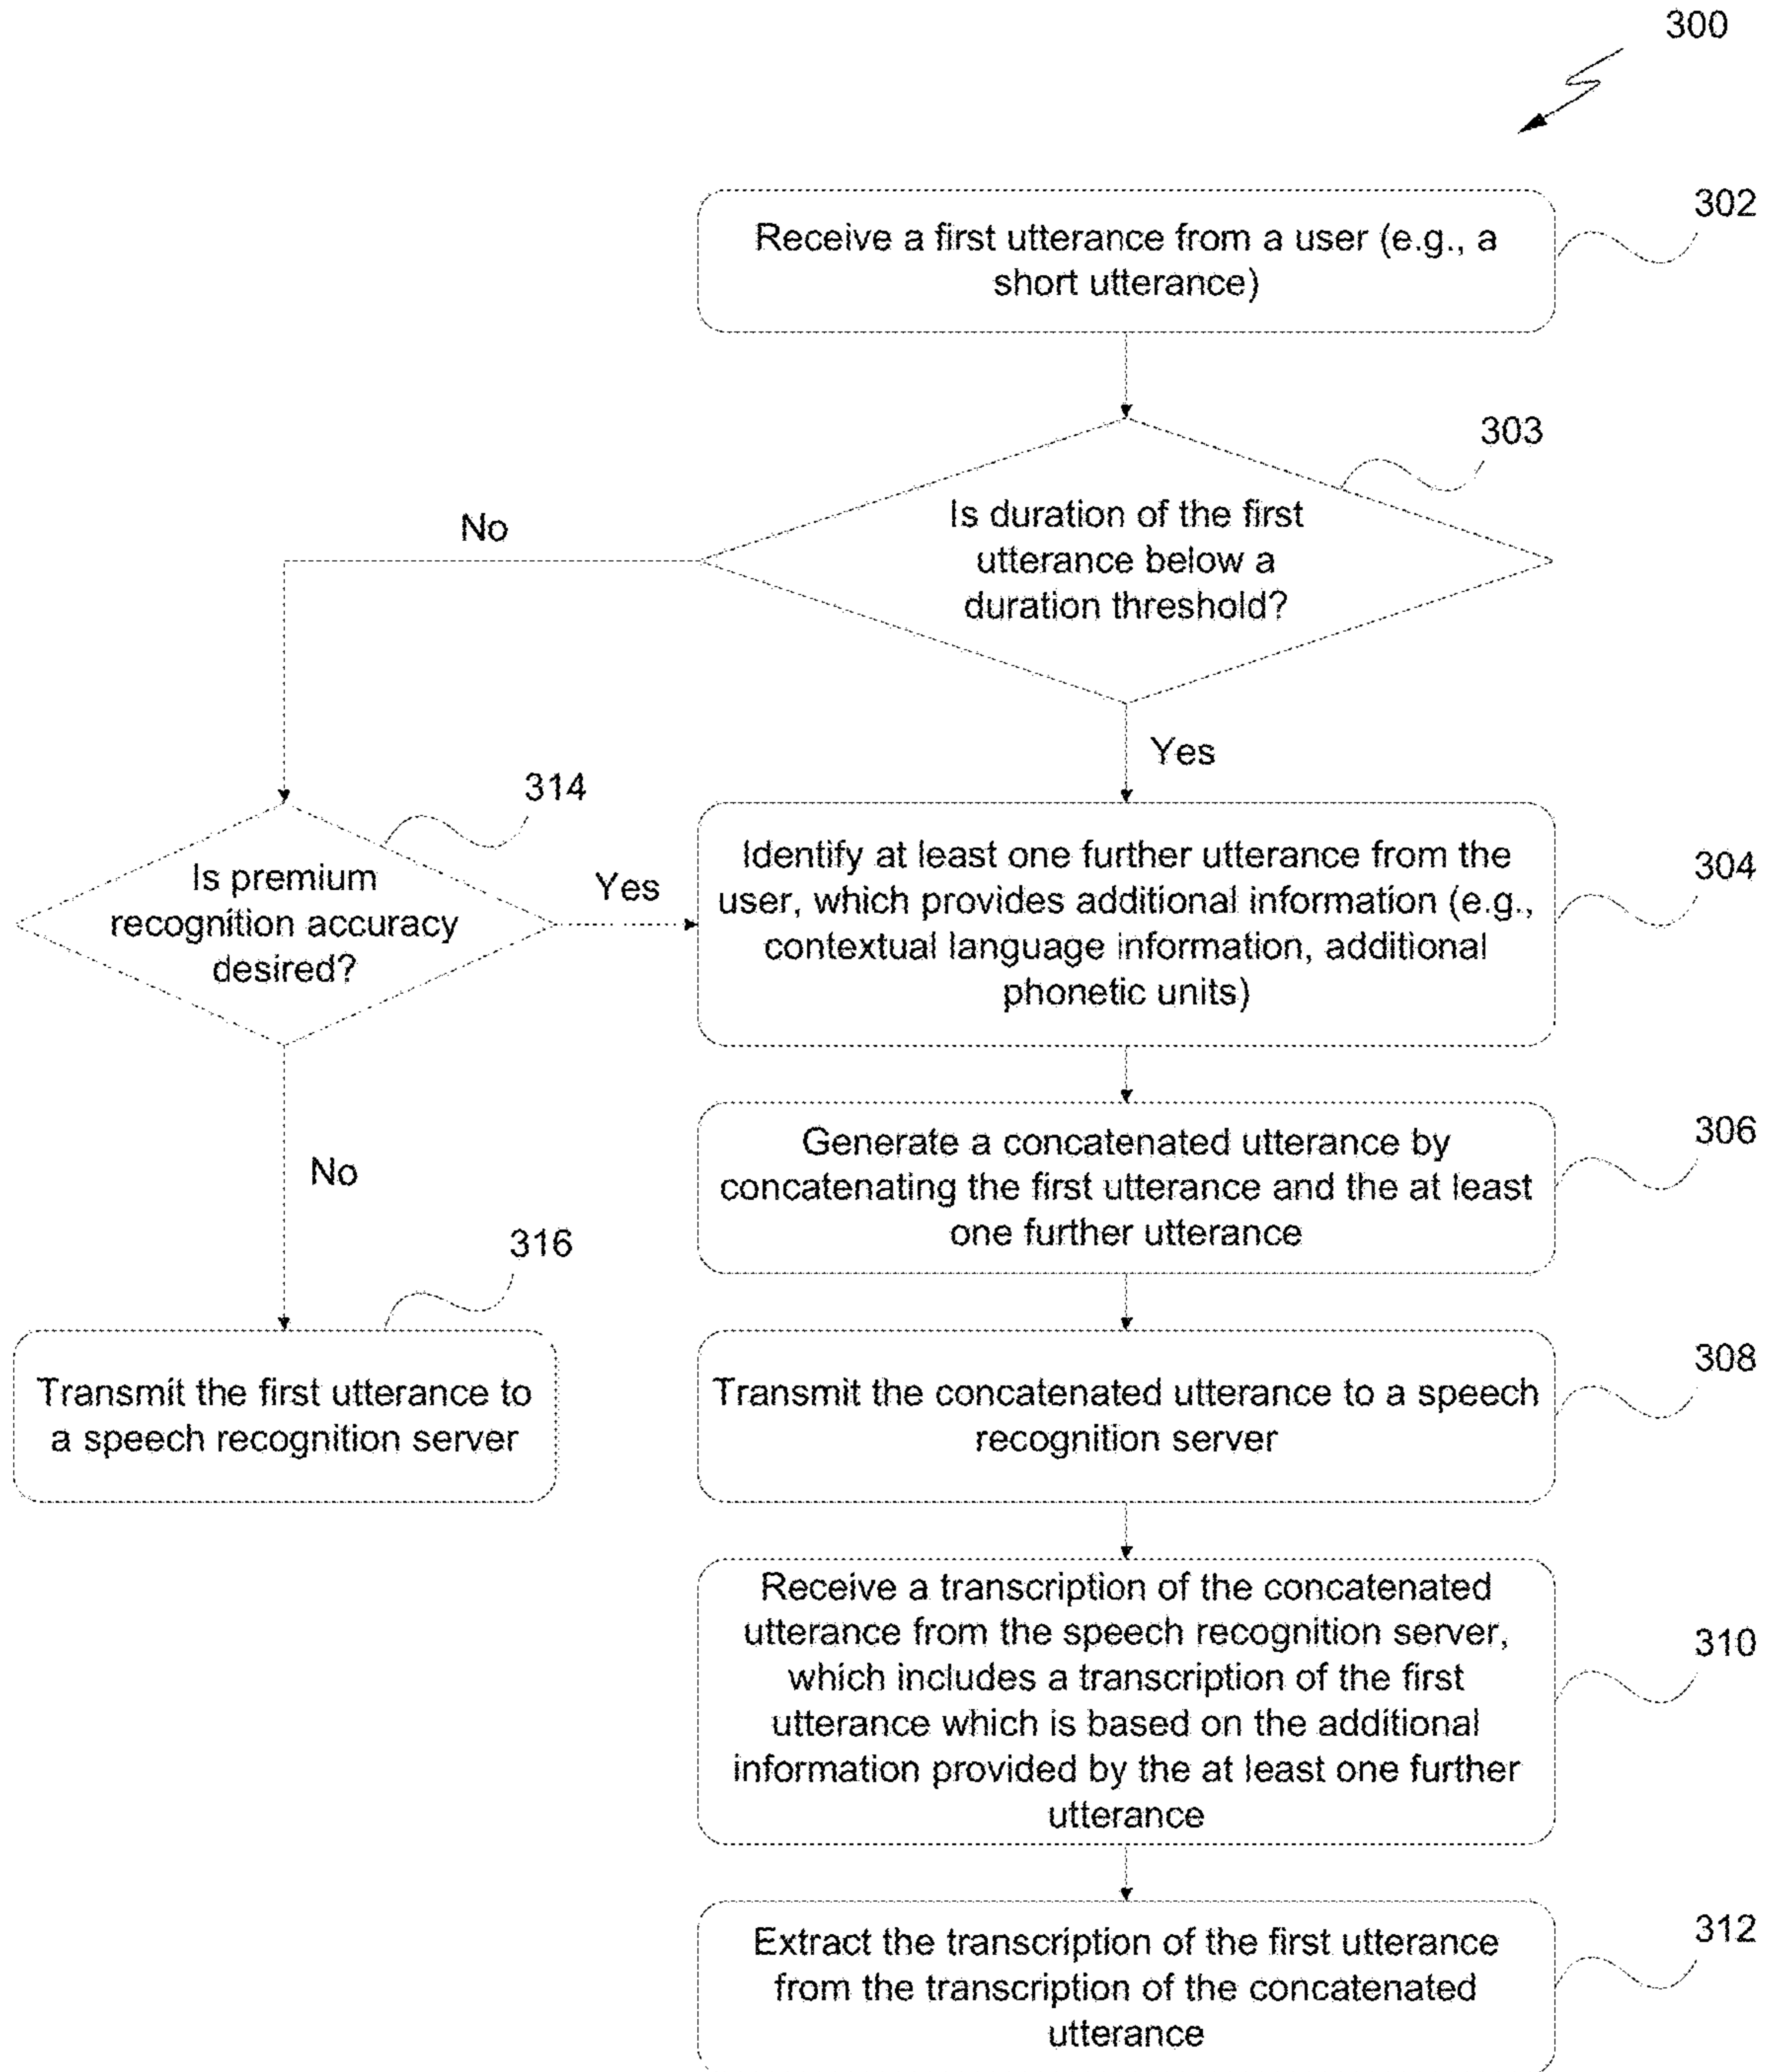 300
302
Receive a first utterance from a user (e.g., a
short utterance)
303
Is duration of the first
utterance below a
duration threshold?
No
Yes
314
Is premium
recognition accuracy
desired?
Yes
304
Identify at least one further utterance from the
user, which provides additional information (e.g.,
contextual language information, additional
phonetic units)
306
Generate a concatenated utterance by
concatenating the first utterance and the at least
one further utterance
No
316
Transmit the first utterance to
a speech recognition server
308
Transmit the concatenated utterance to a speech
recognition server
310
Receive a transcription of the concatenated
utterance from the speech recognition server,
which includes a transcription of the first
utterance which is based on the additional
information provided by the at least one further
utterance
312
Extract the transcription of the first utterance
from the transcription of the concatenated
utterance